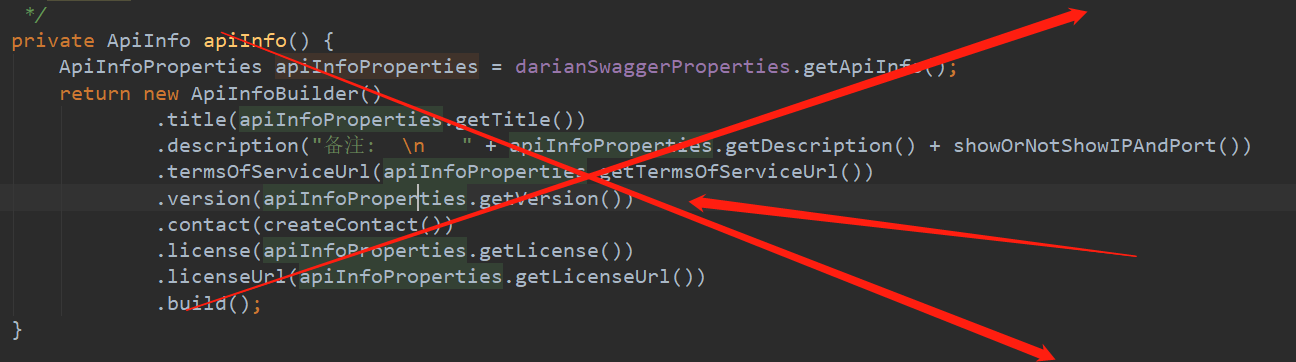 */
private ApiInfo apiInfo() {
ApiInfoProperties apiInfoProperties = darianSwaggerProperties.getApiInfo();
return new ApiInfoBuilder()
.title(apiInfoProperties.getTitle())
.description("备注:  \n   " + apiInfoProperties.getDescription() + showOrNotShowIPAndPort())
.termsOfServiceUrl(apiInfoProperties.getTermsOfServiceUrl())
.version(apiInfoProperties.getVersion())
.contact(createContact())
.license(apiInfoProperties.getLicense())
.licenseUrl(apiInfoProperties.getLicenseUrl())
.build();
}